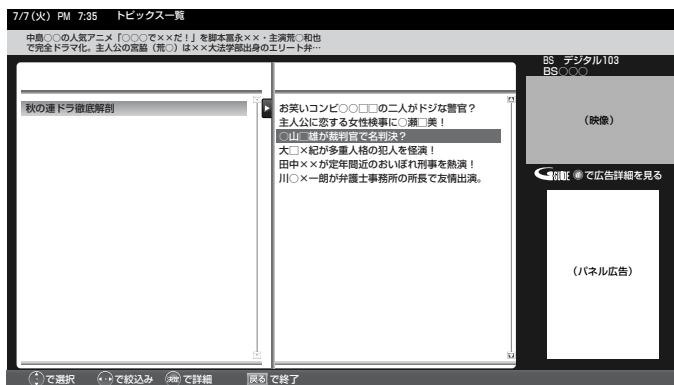 7/7(火) PM 7:35 トピックス一覧
中島○○の人気アニメ「○○○で××だ!」を脚本冨永××・主演荒○和也
で完全ドラマ化。主人公の宮脇(荒○)は××大法学部出身のエリート弁…
BS デジタル103
BS○○○
秋の連ドラ徹底解剖
お笑いコンビ○○□□の二人がドジな警官?
主人公に恋する女性検事に○瀬□美!
○山□雄が裁判官で名判決?
大□×紀が多重人格の犯人を怪演!
田中××が定年間近のおいぼれ刑事を熱演!
川○×一朗が弁護士事務所の所長で友情出演。
(映像)
G GUIDE で広告詳細を見る
(パネル広告)
で選択 で絞込み 決定 で詳細 戻る で終了